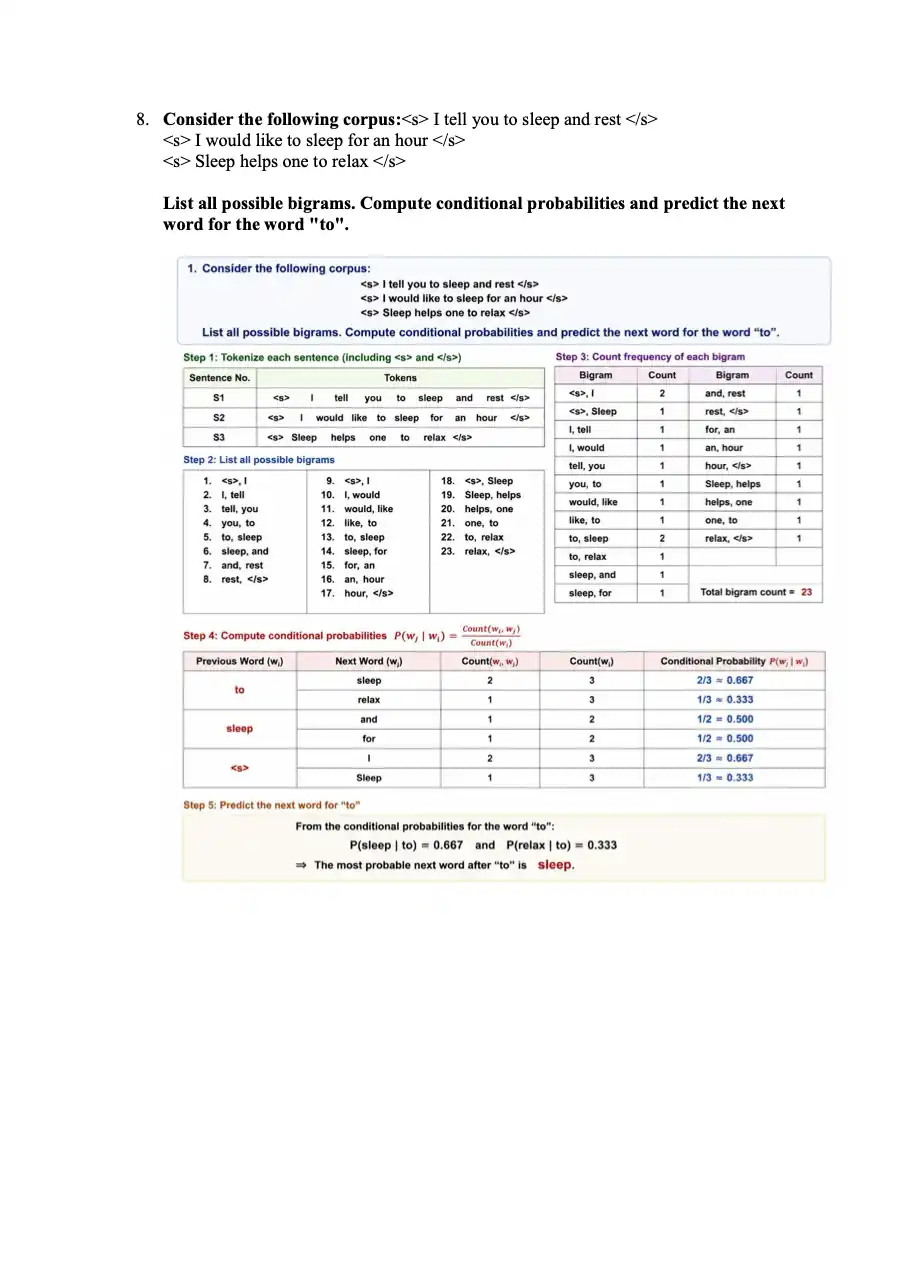 8. Consider the following corpus:<s> I tell you to sleep and rest </s>
<s> I would like to sleep for an hour </s>
<s> Sleep helps one to relax </s>
List all possible bigrams. Compute conditional probabilities and predict the next
word for the word "to".
1. Consider the following corpus:
<s> I tell you to sleep and rest </s>
<s> I would like to sleep for an hour </s>
<s> Sleep helps one to relax </s>
List all possible bigrams. Compute conditional probabilities and predict the next word for the word “to”.
Step 1: Tokenize each sentence (including <s> and </s>)
Sentence No. Tokens
S1 <s> I tell you to sleep and rest </s>
S2 <s> I would like to sleep for an hour </s>
S3 <s> Sleep helps one to relax </s>
Step 2: List all possible bigrams
1. <s>, I
2. I, tell
3. tell, you
4. you, to
5. to, sleep
6. sleep, and
7. and, rest
8. rest, </s>
9. <s>, I
10. I, would
11. would, like
12. like, to
13. to, sleep
14. sleep, for
15. for, an
16. an, hour
17. hour, </s>
18. <s>, Sleep
19. Sleep, helps
20. helps, one
21. one, to
22. to, relax
23. relax, </s>
Step 3: Count frequency of each bigram
Bigram Count Bigram Count
<s>, I 2 and, rest 1
<s>, Sleep 1 rest, </s> 1
I, tell 1 for, an 1
I, would 1 an, hour 1
tell, you 1 hour, </s> 1
you, to 1 Sleep, helps 1
would, like 1 helps, one 1
like, to 1 one, to 1
to, sleep 2 relax, </s> 1
to, relax 1
sleep, and 1
sleep, for 1 Total bigram count = 23
Step 4: Compute conditional probabilities P(wⱼ | wᵢ) = Count(wᵢ, wⱼ) / Count(wᵢ)
Previous Word (wᵢ) Next Word (wⱼ) Count(wᵢ, wⱼ) Count(wᵢ) Conditional Probability P(wⱼ | wᵢ)
to sleep 2 3 2/3 ≈ 0.667
relax 1 3 1/3 ≈ 0.333
sleep and 1 2 1/2 = 0.500
for 1 2 1/2 = 0.500
<s> I 2 3 2/3 ≈ 0.667
Sleep 1 3 1/3 ≈ 0.333
Step 5: Predict the next word for “to”
From the conditional probabilities for the word “to”:
P(sleep | to) = 0.667 and P(relax | to) = 0.333
⇒ The most probable next word after “to” is sleep.